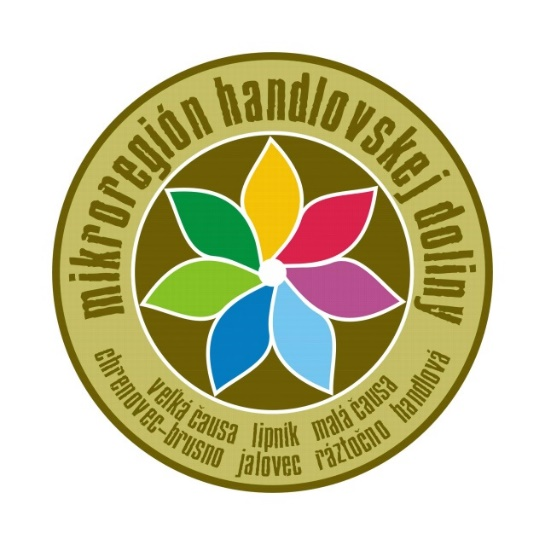 mikroregión handlovskej doliny
veľká čausa lipník malá čausa
chrenovec-brusno jalovec ráztočno handlová